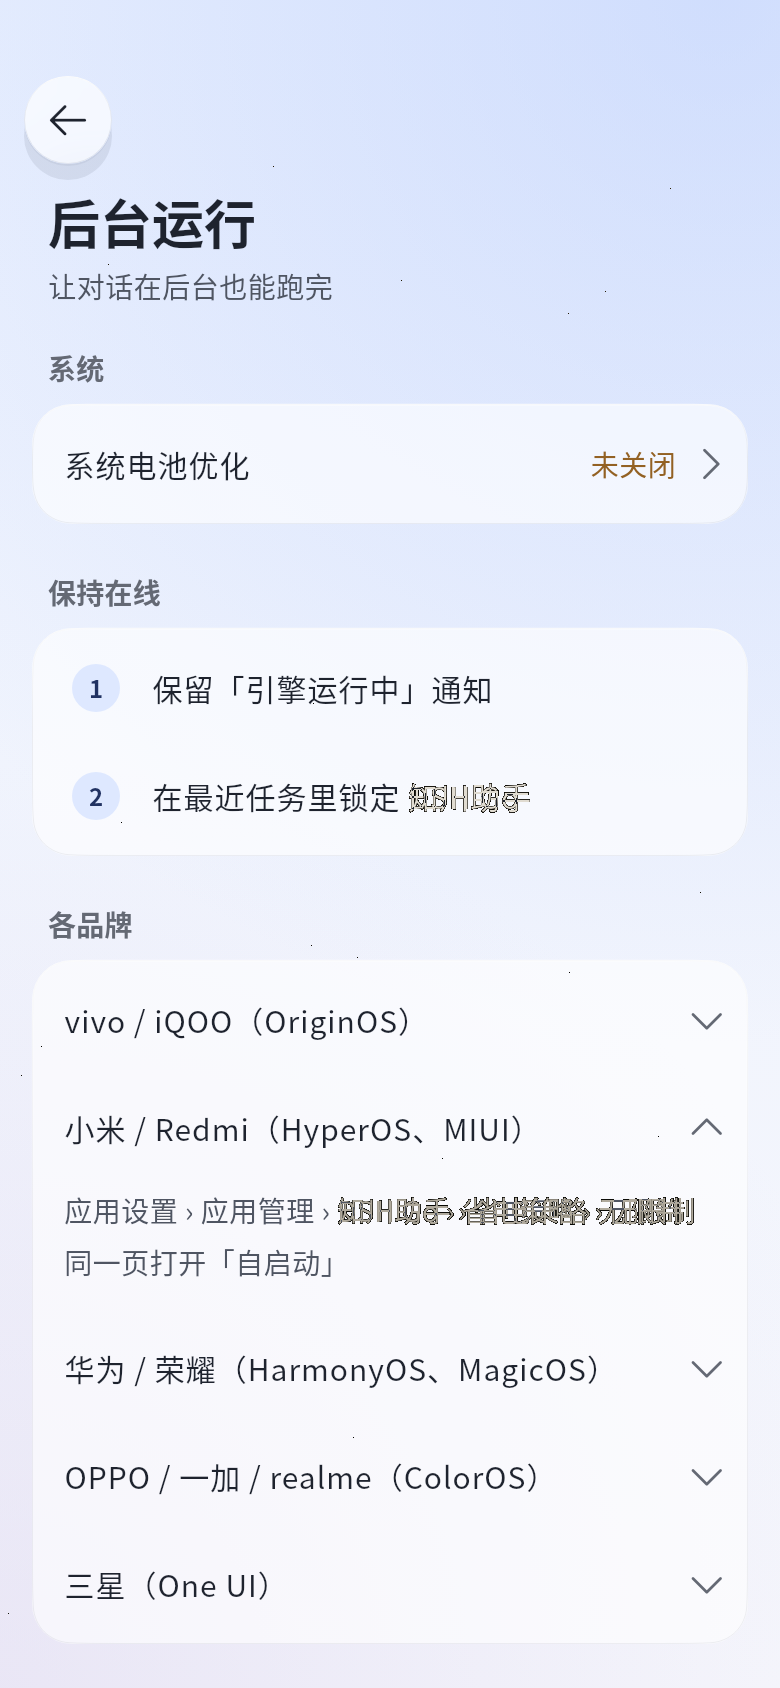 后台运行
让对话在后台也能跑完
系统
系统电池优化 未关闭
保持在线
1 保留「引擎运行中」通知
2 在最近任务里锁定
各品牌
vivo / iQOO（OriginOS）
小米 / Redmi（HyperOS、MIUI）
应用设置 › 应用管理 ›
同一页打开「自启动」
华为 / 荣耀（HarmonyOS、MagicOS）
OPPO / 一加 / realme（ColorOS）
三星（One UI）